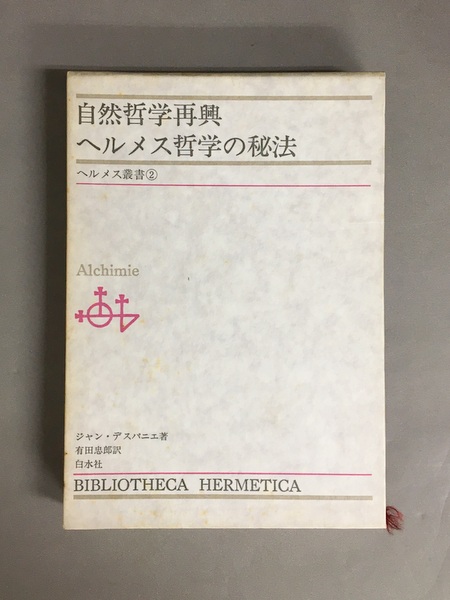 自然哲学再興
ヘルメス哲学の秘法
ヘルメス叢書②
Alchimie
ジャン・デスパニエ著
有田忠郎訳
白水社
BIBLIOTHECA HERMETICA